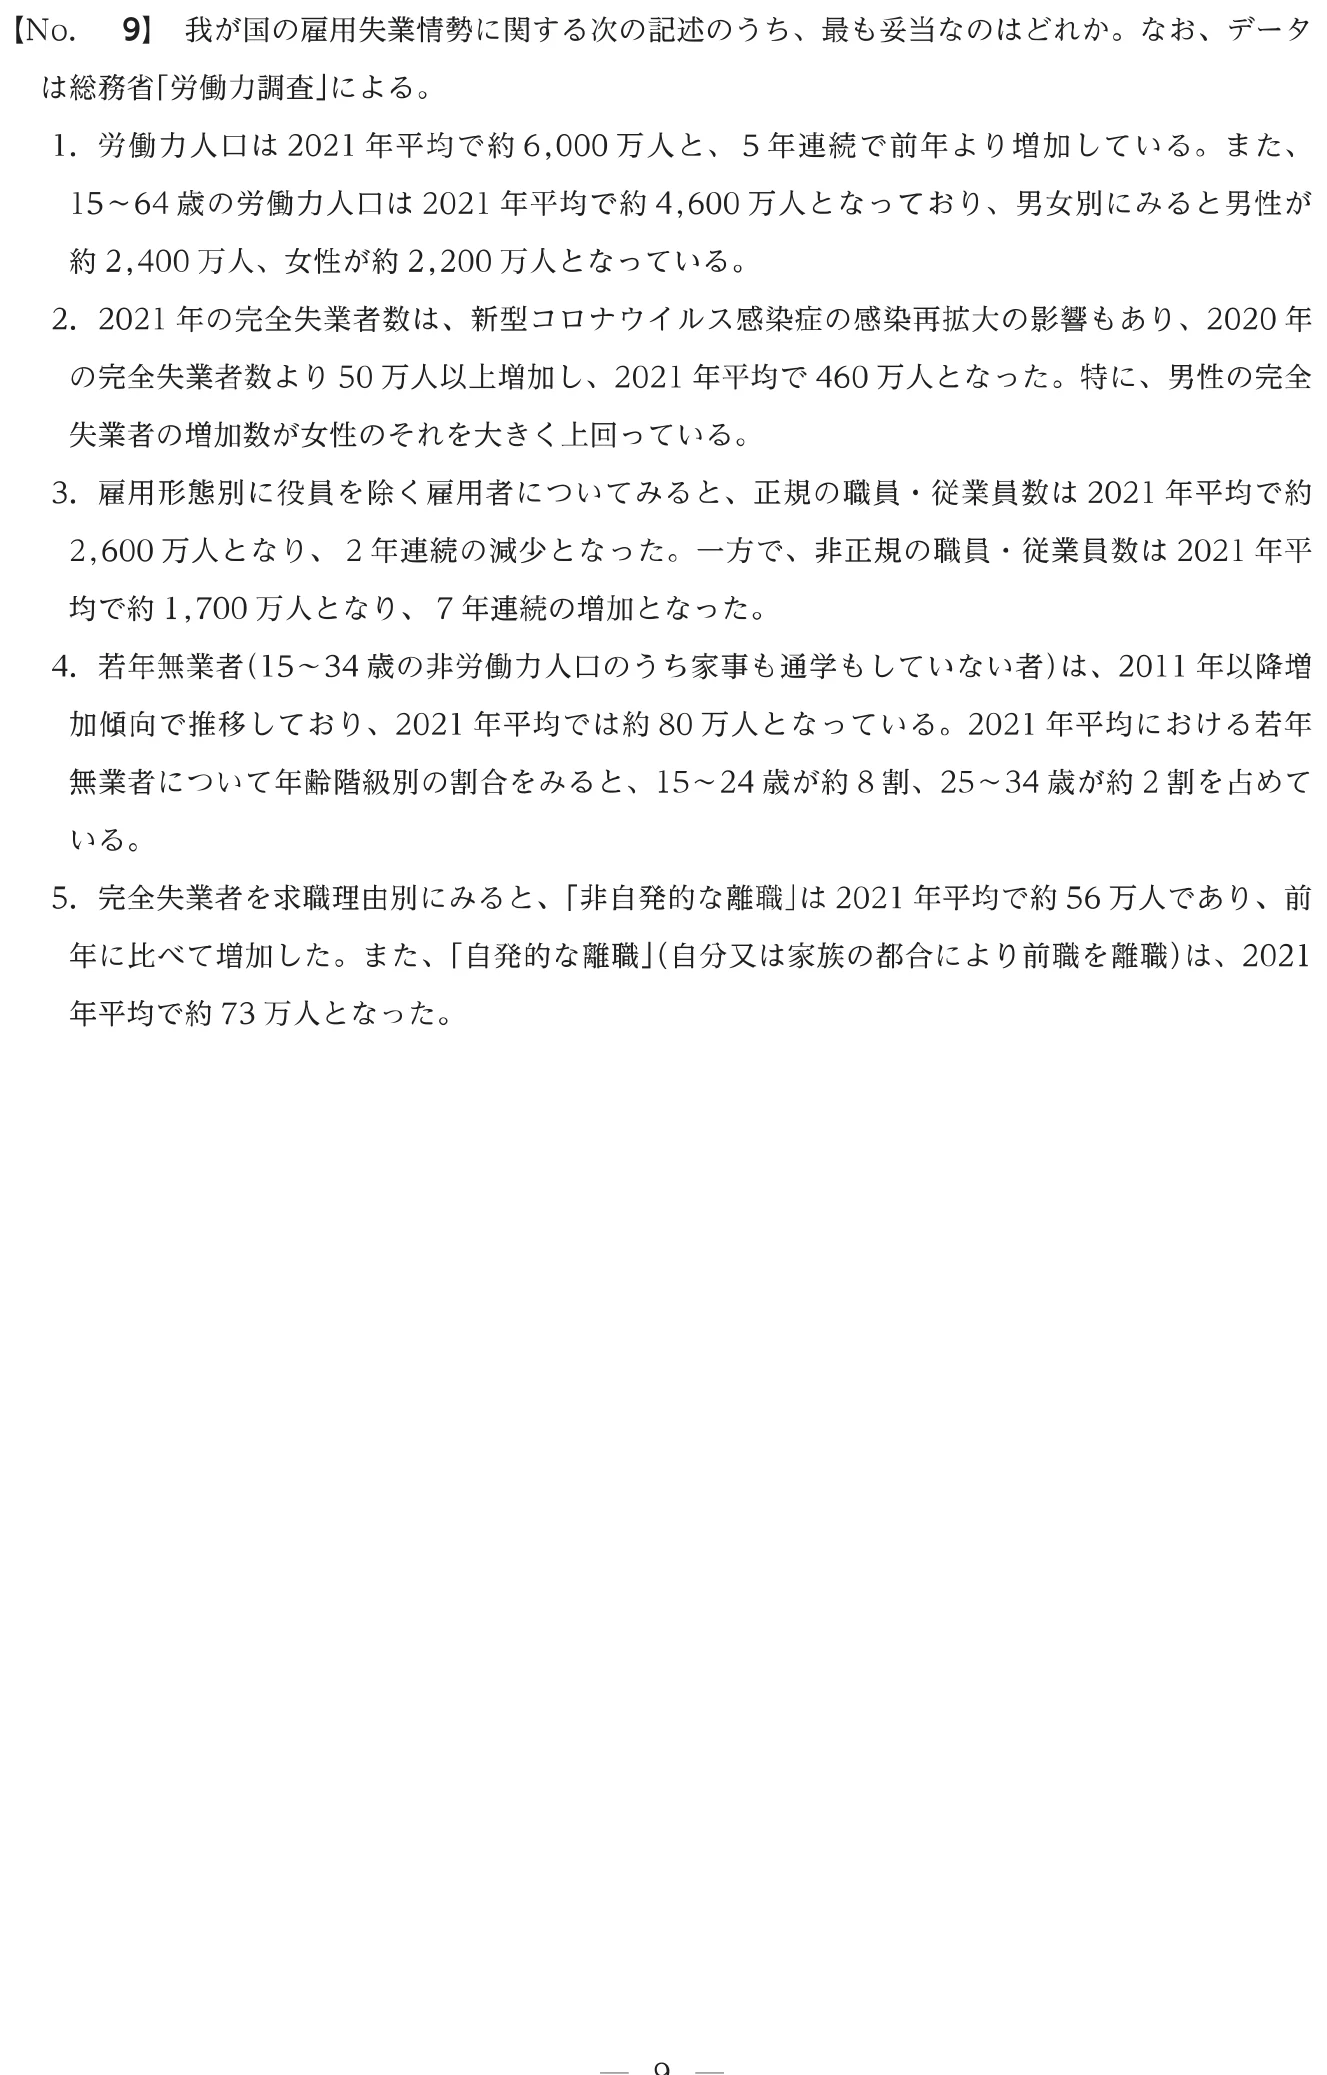 【No. 9】 我が国の雇用失業情勢に関する次の記述のうち、最も妥当なのはどれか。なお、データ
は総務省「労働力調査」による。
1. 労働力人口は 2021 年平均で約 6,000 万人と、5 年連続で前年より増加している。また、
15～64 歳の労働力人口は 2021 年平均で約 4,600 万人となっており、男女別にみると男性が
約 2,400 万人、女性が約 2,200 万人となっている。
2. 2021 年の完全失業者数は、新型コロナウイルス感染症の感染再拡大の影響もあり、2020 年
の完全失業者数より 50 万人以上増加し、2021 年平均で 460 万人となった。特に、男性の完全
失業者の増加数が女性のそれを大きく上回っている。
3. 雇用形態別に役員を除く雇用者についてみると、正規の職員・従業員数は 2021 年平均で約
2,600 万人となり、2 年連続の減少となった。一方で、非正規の職員・従業員数は 2021 年平
均で約 1,700 万人となり、7 年連続の増加となった。
4. 若年無業者(15～34 歳の非労働力人口のうち家事も通学もしていない者)は、2011 年以降増
加傾向で推移しており、2021 年平均では約 80 万人となっている。2021 年平均における若年
無業者について年齢階級別の割合をみると、15～24 歳が約 8 割、25～34 歳が約 2 割を占めて
いる。
5. 完全失業者を求職理由別にみると、「非自発的な離職」は 2021 年平均で約 56 万人であり、前
年に比べて増加した。また、「自発的な離職」(自分又は家族の都合により前職を離職)は、2021
年平均で約 73 万人となった。
— 9 —